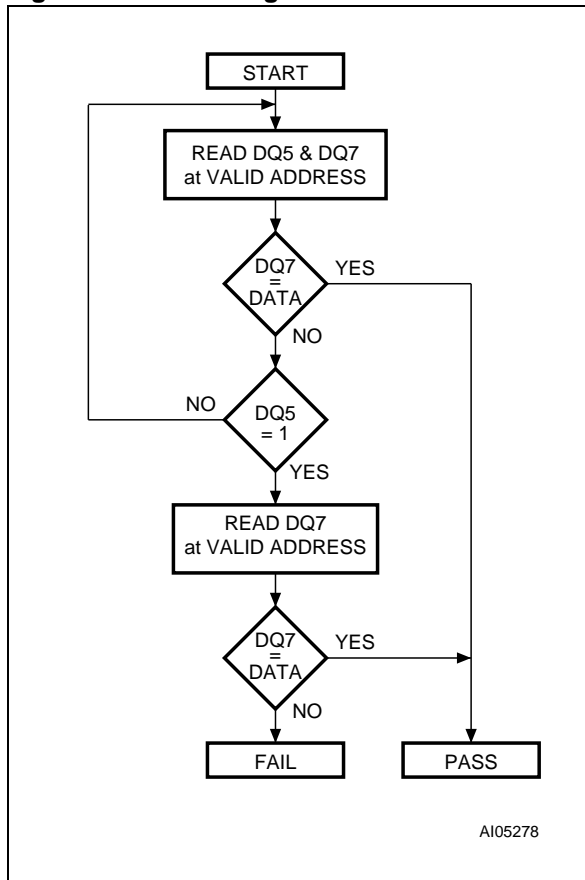 START
READ DQ5 & DQ7
at VALID ADDRESS
DQ7
=
DATA
YES
NO
NO
DQ5
= 1
YES
READ DQ7
at VALID ADDRESS
DQ7
=
DATA
YES
NO
FAIL
PASS
AI05278